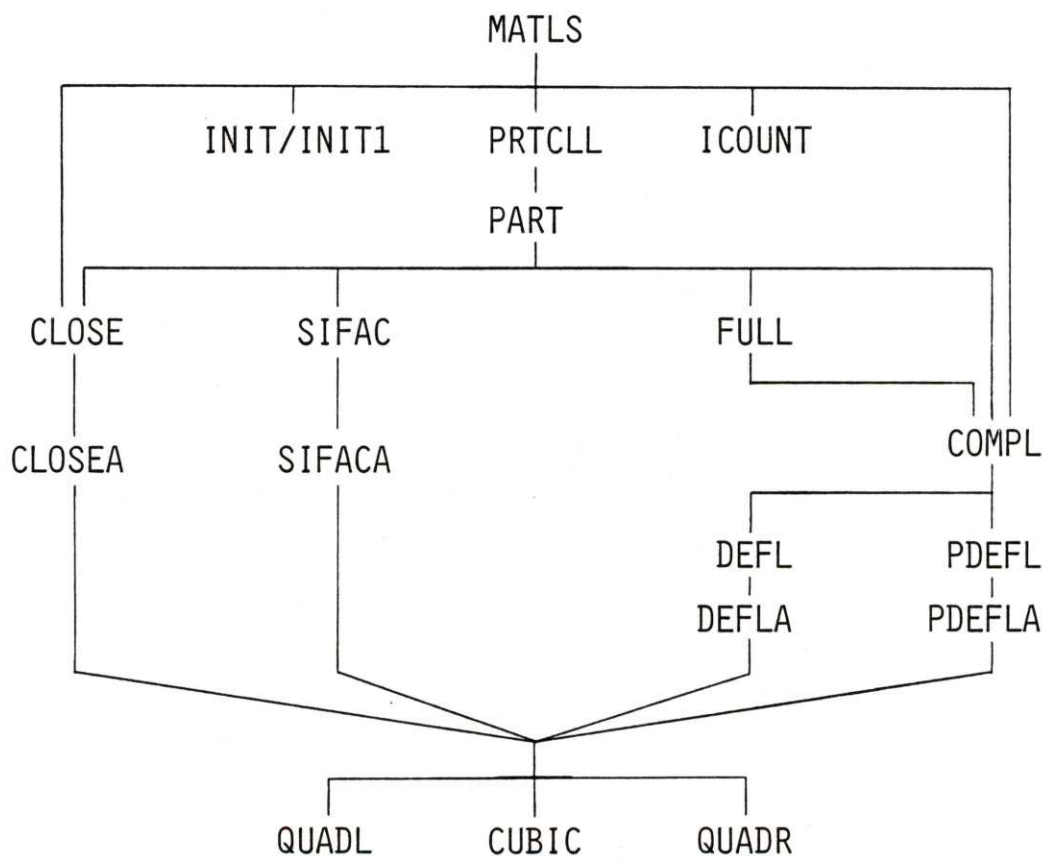 MATLS
INIT/INIT1 PRTCLL ICOUNT
PART
CLOSE SIFAC FULL
COMPL
CLOSEA SIFACA
DEFL PDEFL
DEFLA PDEFLA
QUADL CUBIC QUADR